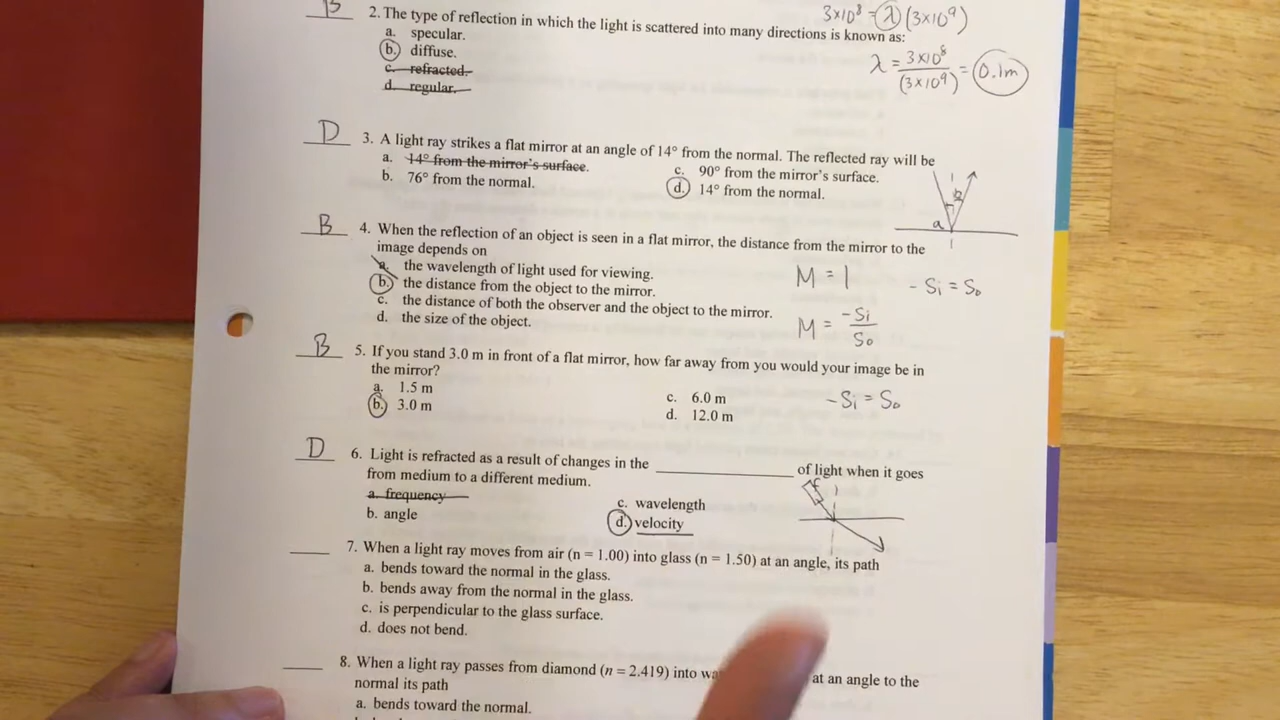 B
2. The type of reflection in which the light is scattered into many directions is known as:
a. specular.
b. diffuse.
c. refracted.
d. regular.
3×10⁸ = λ (3×10⁹)
λ = 3×10⁸ / (3×10⁹) = 0.1m
D
3. A light ray strikes a flat mirror at an angle of 14° from the normal. The reflected ray will be
a. 14° from the mirror's surface.
b. 76° from the normal.
c. 90° from the mirror's surface.
d. 14° from the normal.
a
B
4. When the reflection of an object is seen in a flat mirror, the distance from the mirror to the
image depends on
a. the wavelength of light used for viewing.
b. the distance from the object to the mirror.
c. the distance of both the observer and the object to the mirror.
d. the size of the object.
M = 1
- Si = So
M = -Si / So
B
5. If you stand 3.0 m in front of a flat mirror, how far away from you would your image be in
the mirror?
a. 1.5 m
b. 3.0 m
c. 6.0 m
d. 12.0 m
-Si = So
D
6. Light is refracted as a result of changes in the ______________ of light when it goes
from medium to a different medium.
a. frequency
b. angle
c. wavelength
d. velocity
7. When a light ray moves from air (n = 1.00) into glass (n = 1.50) at an angle, its path
a. bends toward the normal in the glass.
b. bends away from the normal in the glass.
c. is perpendicular to the glass surface.
d. does not bend.
8. When a light ray passes from diamond (n = 2.419) into at an angle to the
normal its path
a. bends toward the normal.